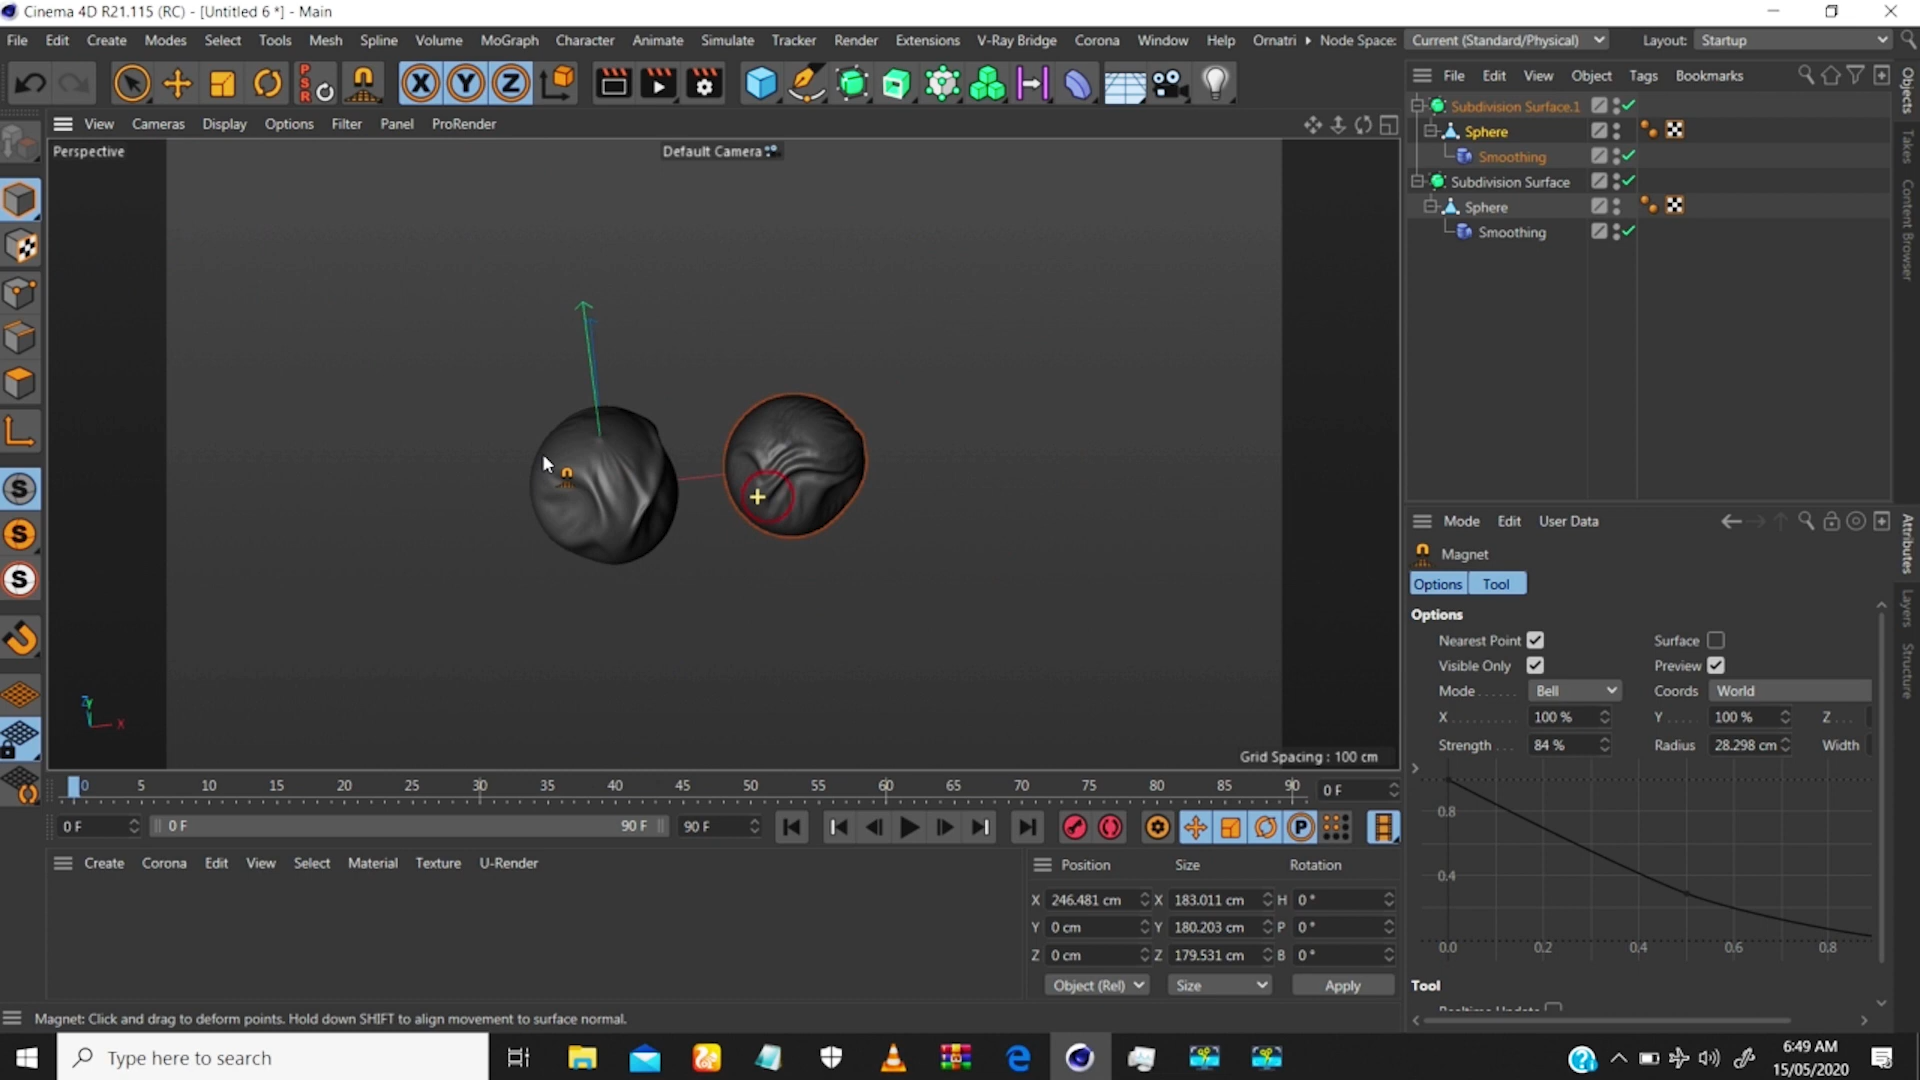 Cinema 4D R21.115 (RC) - [Untitled 6 *] - Main
File Edit Create Modes Select Tools Mesh Spline Volume MoGraph Character Animate Simulate Tracker Render Extensions V-Ray Bridge Corona Window Help Ornatri Node Space: Current (Standard/Physical) Layout: Startup
PSR X Y Z
File Edit View Object Tags Bookmarks
View Cameras Display Options Filter Panel ProRender
Perspective
Default Camera
Subdivision Surface.1
Sphere
Smoothing
Subdivision Surface
Sphere
Smoothing
Objects
Takes
Content Browser
S
S
S
Y
Z
X
Grid Spacing : 100 cm
Mode Edit User Data
Magnet
Options Tool
Options
Nearest Point Surface
Visible Only Preview
Mode Bell Coords World
X 100 % Y 100 % Z
Strength 84 % Radius 28.298 cm Width
0.8
0.4
0.0 0.2 0.4 0.6 0.8
Tool
Attributes
Layers
Structure
0 5 10 15 20 25 30 35 40 45 50 55 60 65 70 75 80 85 90 0 F
0 F 0 F 90 F 90 F P
Create Corona Edit View Select Material Texture U-Render
Position Size Rotation
X 246.481 cm X 183.011 cm H 0 °
Y 0 cm Y 180.203 cm P 0 °
Z 0 cm Z 179.531 cm B 0 °
Object (Rel) Size Apply
Magnet: Click and drag to deform points. Hold down SHIFT to align movement to surface normal.
Type here to search
6:49 AM
15/05/2020